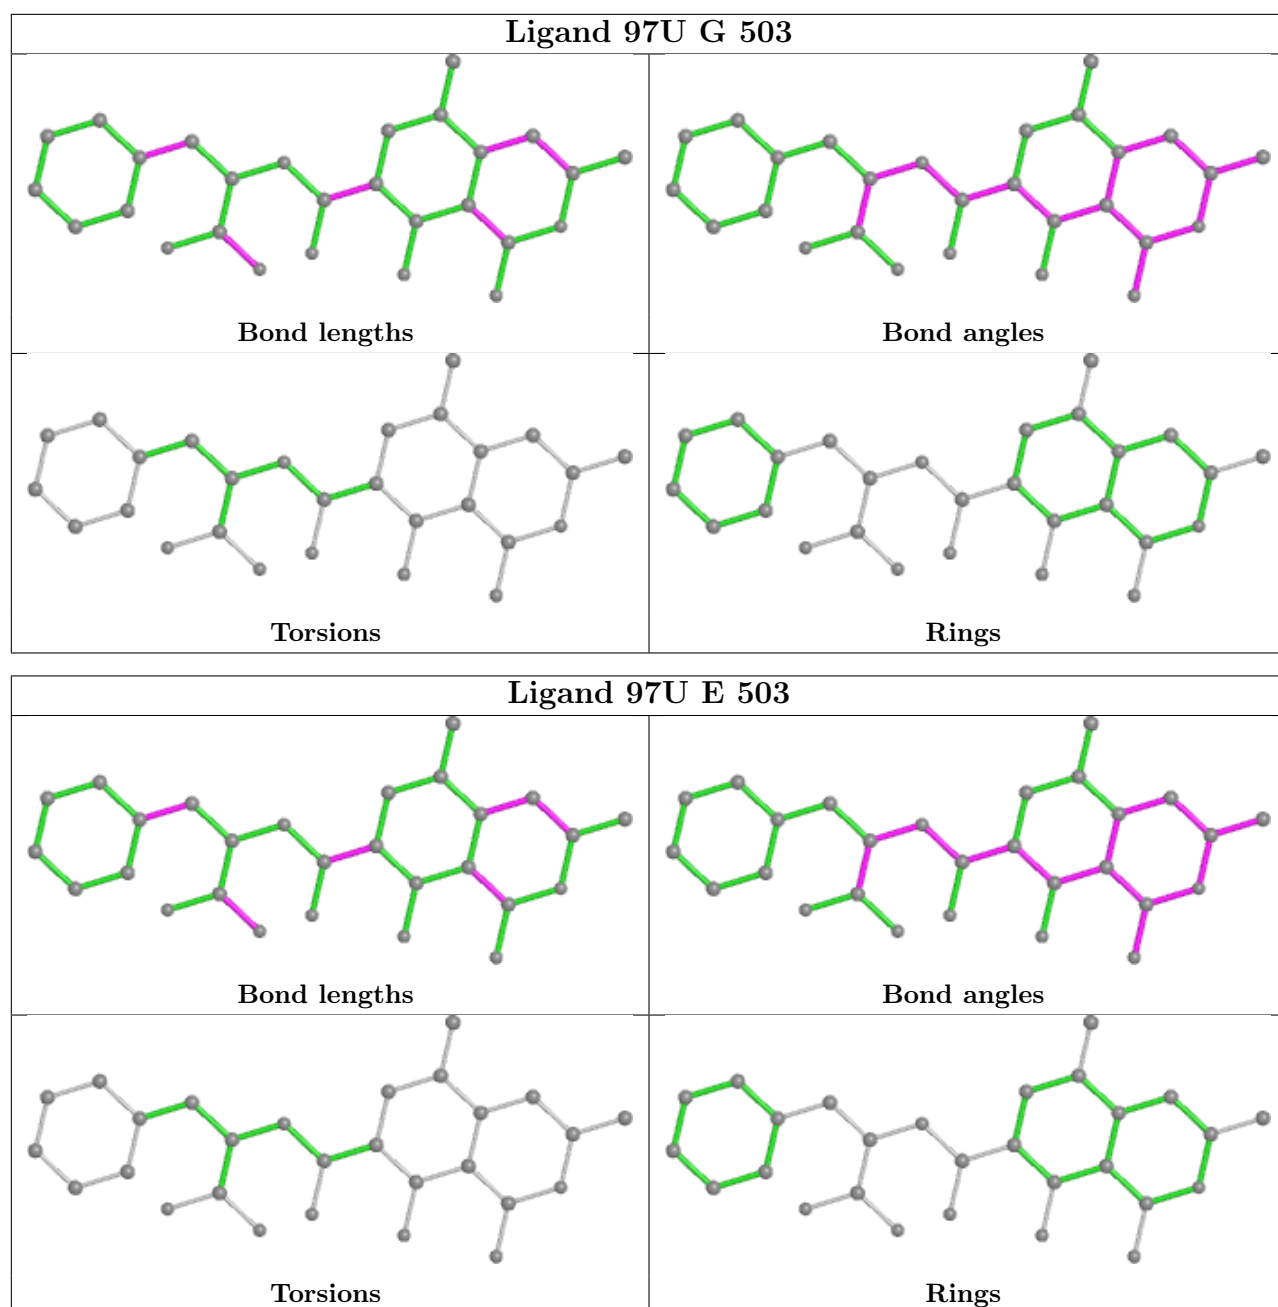 Ligand 97U G 503
Bond lengths
Bond angles
Torsions
Rings
Ligand 97U E 503
Bond lengths
Bond angles
Torsions
Rings